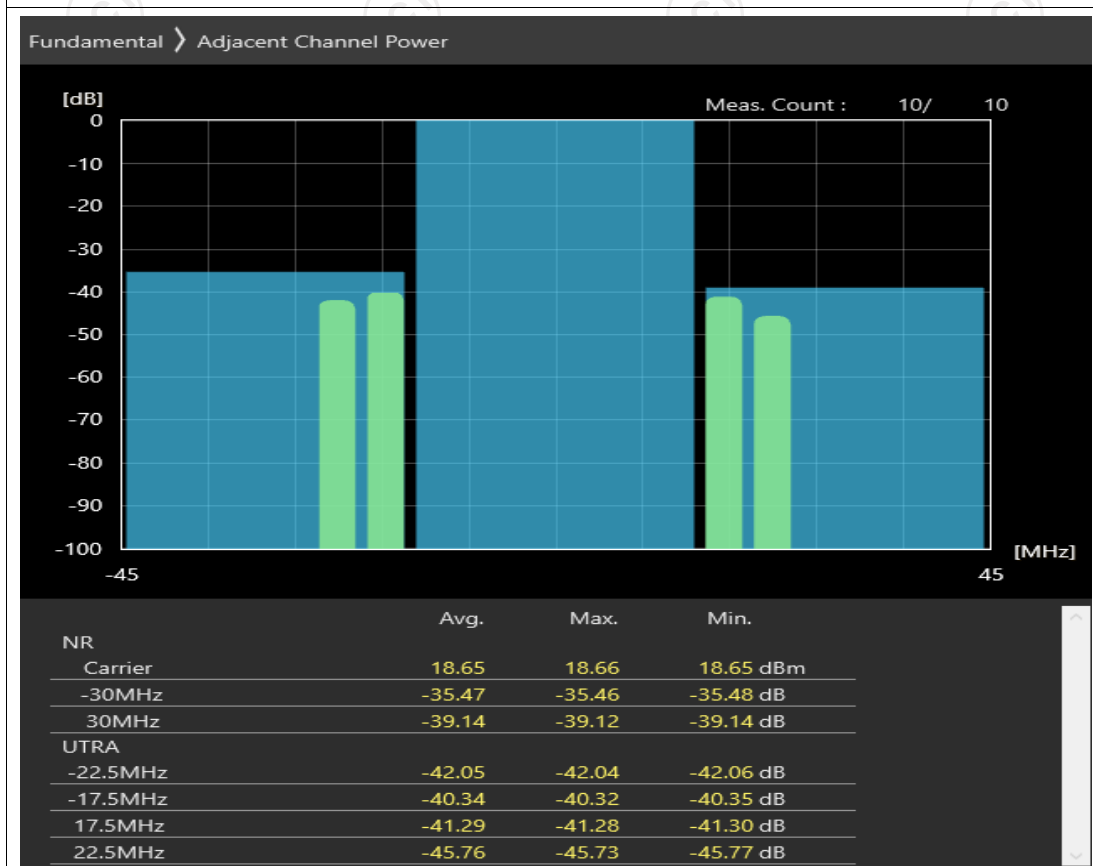 Fundamental 〉 Adjacent Channel Power
[dB]
Meas. Count : 10/ 10
0
-10
-20
-30
-40
-50
-60
-70
-80
-90
-100
[MHz]
-45 45
Avg. Max. Min.
NR
Carrier 18.65 18.66 18.65 dBm
-30MHz -35.47 -35.46 -35.48 dB
30MHz -39.14 -39.12 -39.14 dB
UTRA
-22.5MHz -42.05 -42.04 -42.06 dB
-17.5MHz -40.34 -40.32 -40.35 dB
17.5MHz -41.29 -41.28 -41.30 dB
22.5MHz -45.76 -45.73 -45.77 dB